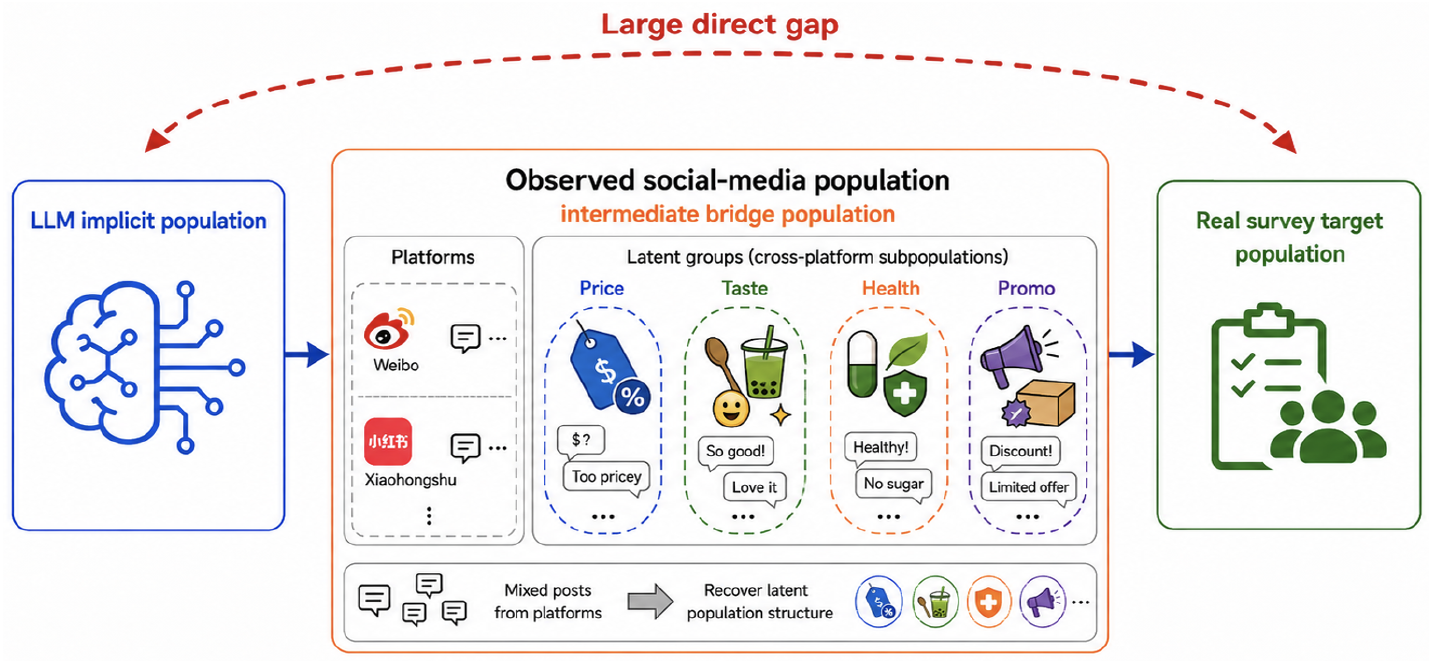 Large direct gap
LLM implicit population
Observed social-media population
intermediate bridge population
Platforms
Weibo
小红书
Xiaohongshu
Latent groups (cross-platform subpopulations)
Price
$
%
$ ?
Too pricey
Taste
So good!
Love it
Health
Healthy!
No sugar
Promo
Discount!
Limited offer
Mixed posts
from platforms
Recover latent
population structure
$
%
Real survey target
population